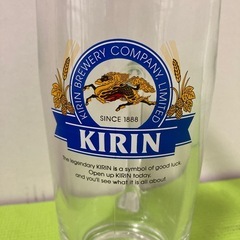 KIRIN BREWERY COMPANY, LIMITED
SINCE 1888
KIRIN
The legendary KIRIN is a symbol of good luck.
Open up KIRIN today,
and you'll see what it is all about.